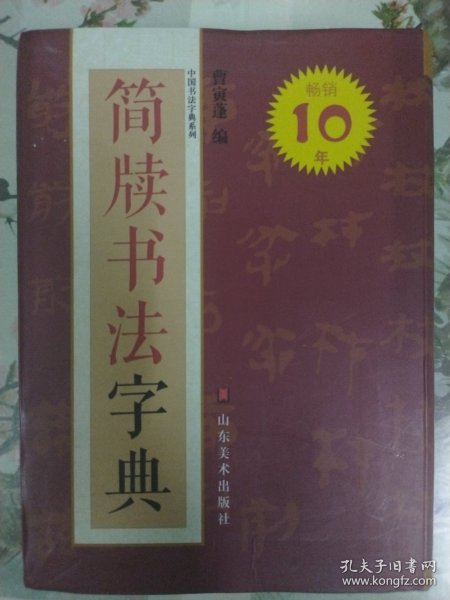 简牍书法字典
中国书法字典系列
曹寅蓬 编
畅销
10
年
山东美术出版社
孔夫子旧书网
www.kongfz.com